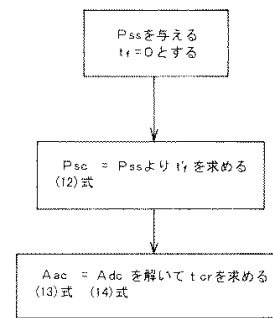 Pssを与える
tf=0とする
Psc = Pssより t'f を求める
(12)式
Aac = Adc を解いて tcrを求める
(13)式 (14)式